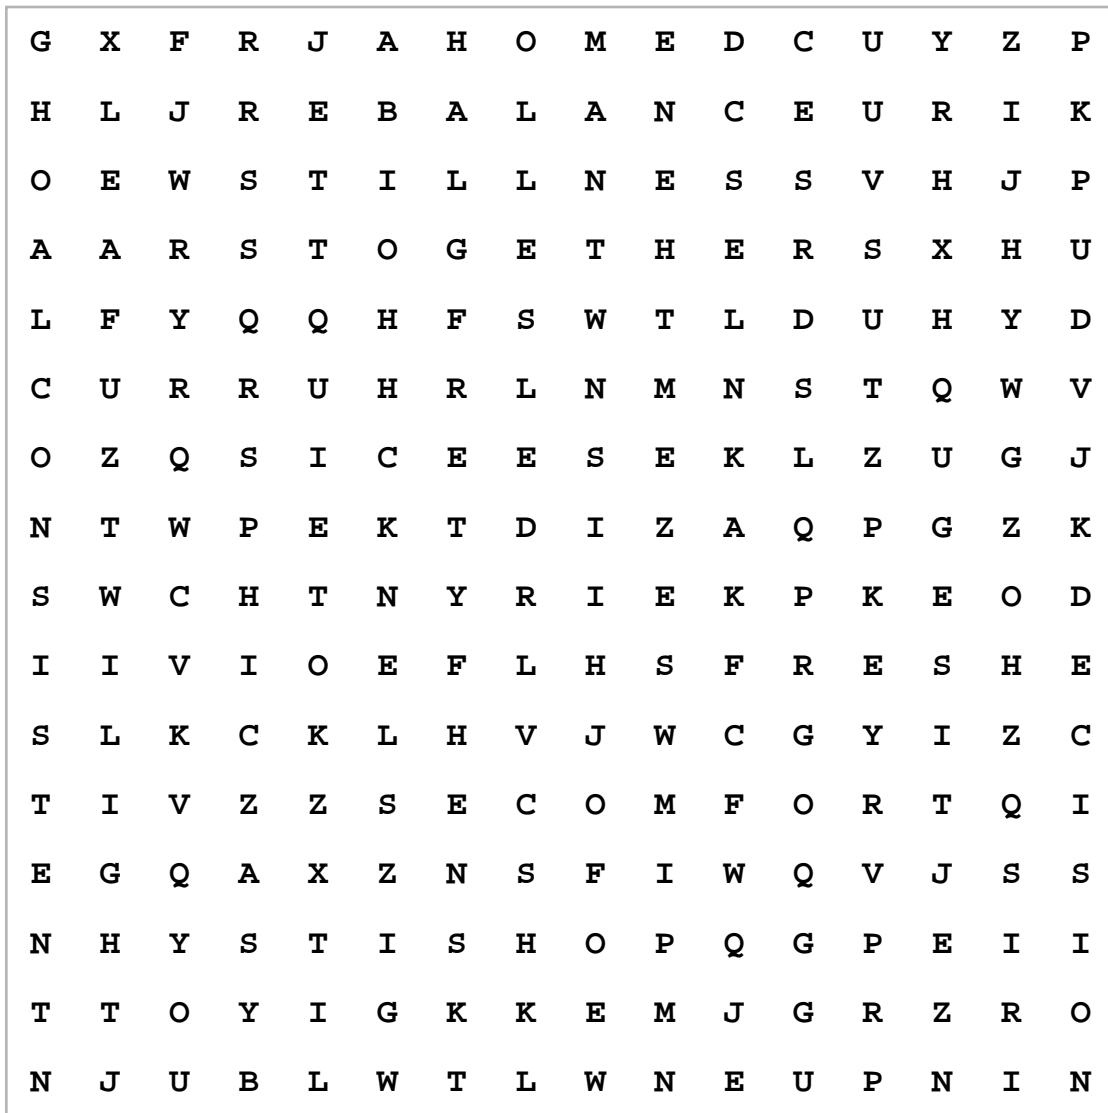 G X F R J A H O M E D C U Y Z P
H L J R E B A L A N C E U R I K
O E W S T I L L N E S S V H J P
A A R S T O G E T H E R S X H U
L F Y Q Q H F S W T L D U H Y D
C U R R U H R L N M N S T Q W V
O Z Q S I C E E S E K L Z U G J
N T W P E K T D I Z A Q P G Z K
S W C H T N Y R I E K P K E O D
I I V I O E F L H S F R E S H E
S L K C K L H V J W C G Y I Z C
T I V Z Z S E C O M F O R T Q I
E G Q A X Z N S F I W Q V J S S
N H Y S T I S H O P Q G P E I I
T T O Y I G K K E M J G R Z R O
N J U B L W T L W N E U P N I N